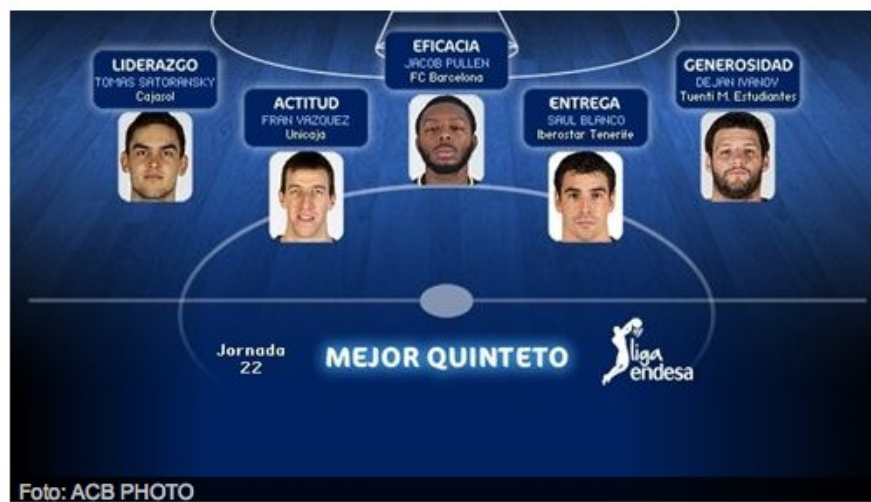 LIDERAZGO
TOMAS SATORANSKY
Cajasol
ACTITUD
FRAN VAZQUEZ
Unicaja
EFICACIA
JACOB PULLEN
FC Barcelona
ENTREGA
SAUL BLANCO
Iberostar Tenerife
GENEROSIDAD
DEJAN IVANOV
Tuenti M. Estudiantes
Jornada
22
MEJOR QUINTETO
liga
endesa
Foto: ACB PHOTO